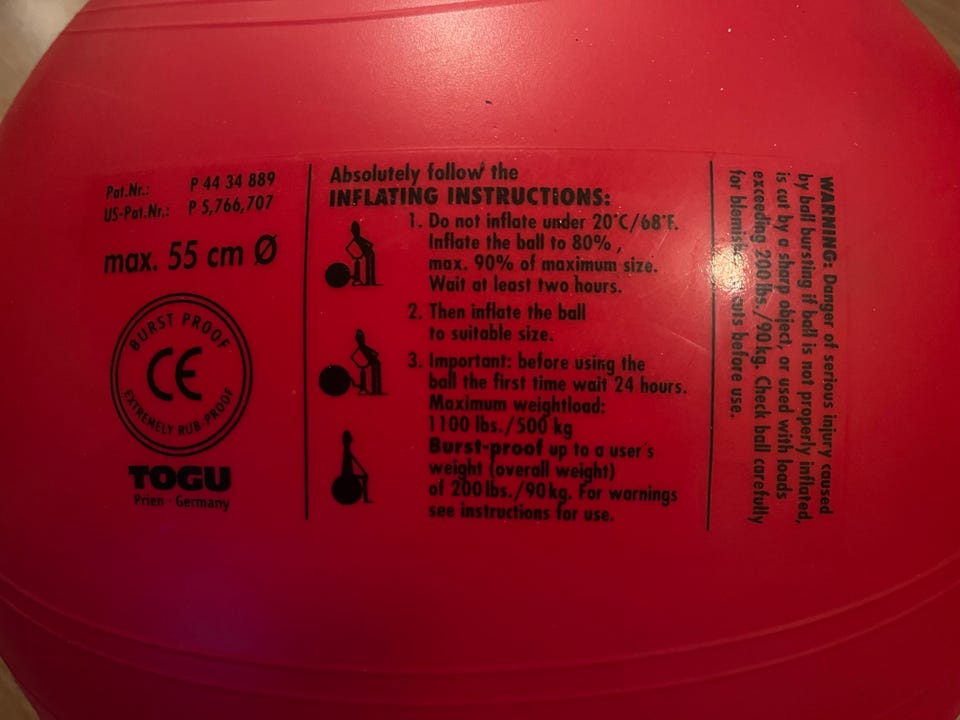 Pat.Nr.: P 44 34 889
US-Pat.Nr.: P 5,766,707
max. 55 cm Ø
BURST PROOF
CE
EXTREMELY RUB-PROOF
TOGU
Prien · Germany
Absolutely follow the
INFLATING INSTRUCTIONS:
1. Do not inflate under 20°C/68°F.
Inflate the ball to 80% ,
max. 90% of maximum size.
Wait at least two hours.
2. Then inflate the ball
to suitable size.
3. Important: before using the
ball the first time wait 24 hours.
Maximum weightload:
1100 lbs./500 kg
Burst-proof up to a user's
weight (overall weight)
of 200 lbs./90 kg. For warnings
see instructions for use.
WARNING: Danger of serious injury caused
by ball bursting if ball is not properly inflated,
is cut by a sharp object, or used with loads
exceeding 200 lbs./90 kg. Check ball carefully
for cuts before use.